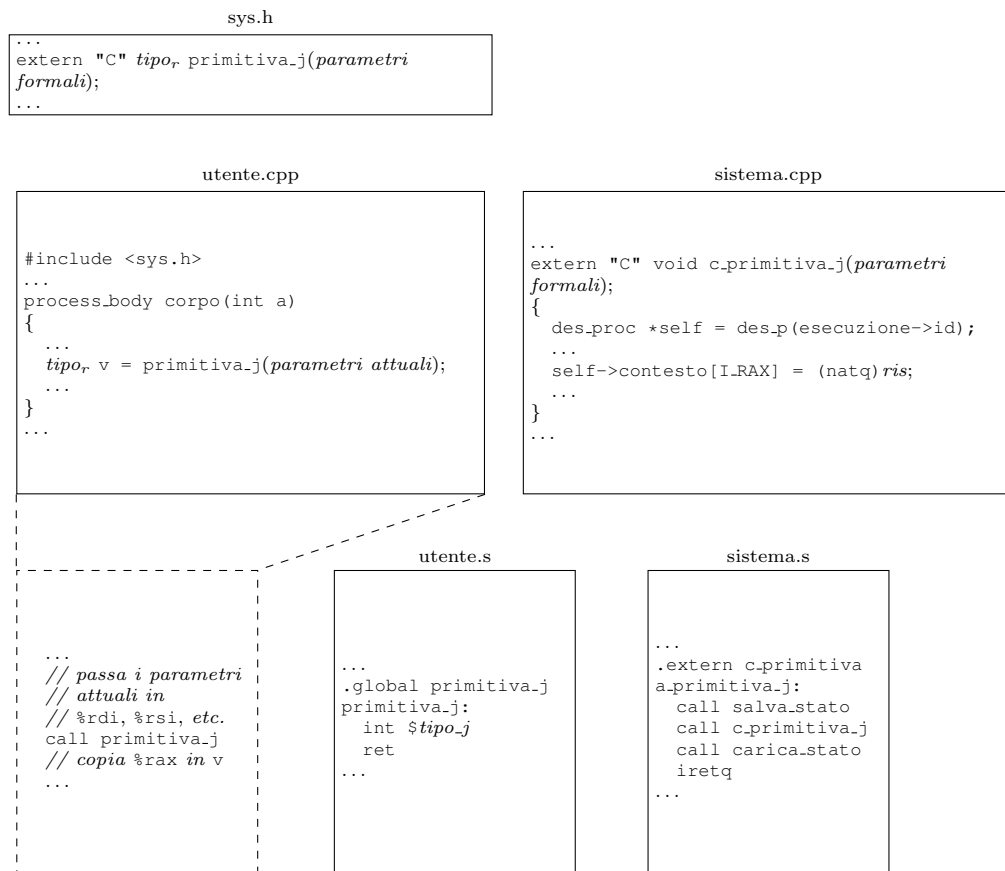 sys.h
...
extern "C" tipo_r primitiva_j(parametri
formali);
...
utente.cpp
#include <sys.h>
...
process_body corpo(int a)
{
...
tipo_r v = primitiva_j(parametri attuali);
...
}
...
sistema.cpp
...
extern "C" void c_primitiva_j(parametri
formali);
{
des_proc *self = des_p(esecuzione->id);
...
self->contesto[I_RAX] = (natq)ris;
...
}
...
...
// passa i parametri
// attuali in
// %rdi, %rsi, etc.
call primitiva_j
// copia %rax in v
...
utente.s
...
.global primitiva_j
primitiva_j:
int $tipo_j
ret
...
sistema.s
...
.extern c_primitiva
a_primitiva_j:
call salva_stato
call c_primitiva_j
call carica_stato
iretq
...